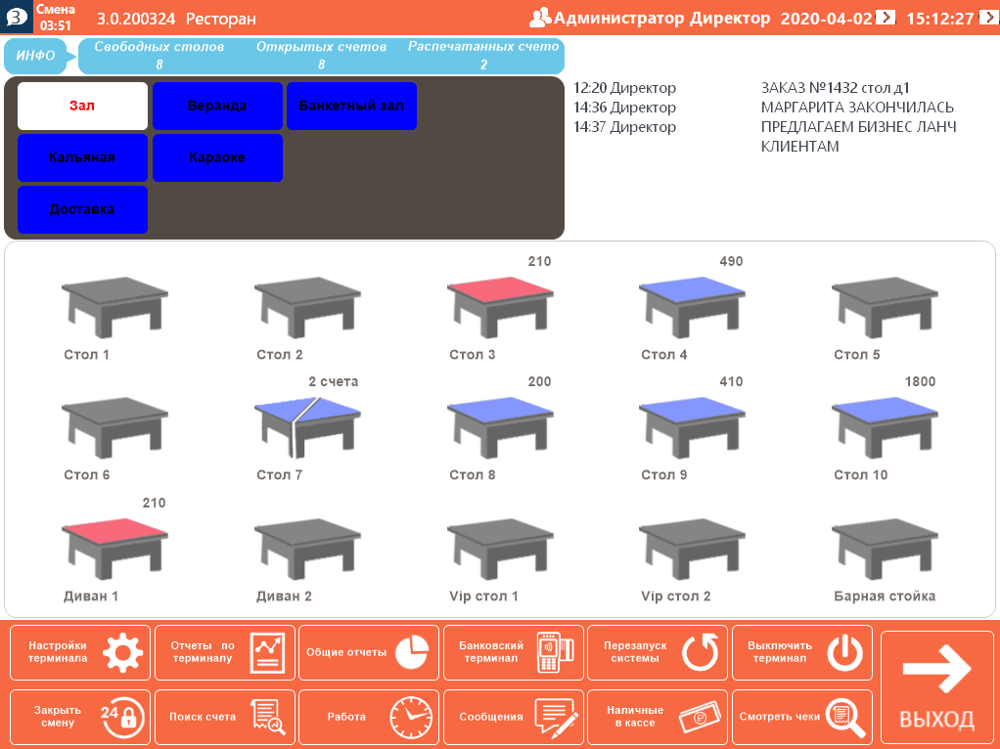 3
Смена
03:51
3.0.200324 Ресторан
Администратор Директор 2020-04-02 15:12:27
ИНФО
Свободных столов
8
Открытых счетов
8
Распечатанных счето
2
Зал
Веранда
Банкетный зал
Кальяная
Караоке
Доставка
12:20 Директор ЗАКАЗ №1432 стол д1
14:36 Директор МАРГАРИТА ЗАКОНЧИЛАСЬ
14:37 Директор ПРЕДЛАГАЕМ БИЗНЕС ЛАНЧ
КЛИЕНТАМ
210
490
Стол 1
Стол 2
Стол 3
Стол 4
Стол 5
2 счета
200
410
1800
Стол 6
Стол 7
Стол 8
Стол 9
Стол 10
210
Диван 1
Диван 2
Vip стол 1
Vip стол 2
Барная стойка
Настройки
терминала
Отчеты по
терминалу
Общие отчеты
Банковский
терминал
Перезапуск
системы
Выключить
терминал
Закрыть
смену
24
Поиск счета
Работа
Сообщения
Наличные
в кассе
Смотреть чеки
ВЫХОД